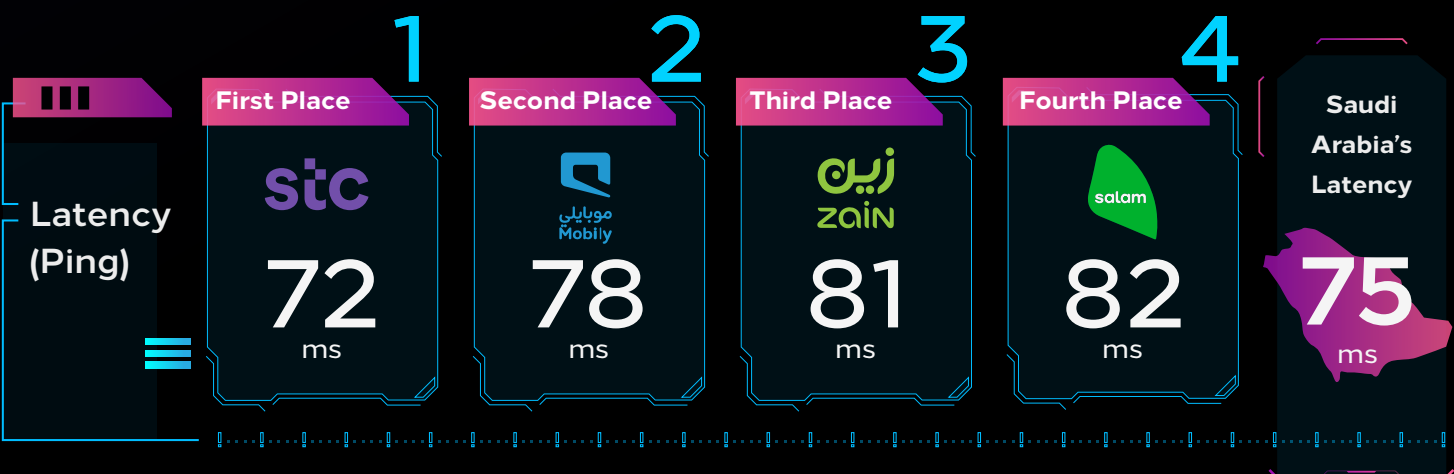 Latency
(Ping)
1
First Place
stc
72
ms
2
Second Place
موبايلي
Mobily
78
ms
3
Third Place
زين
ZAIN
81
ms
4
Fourth Place
salam
82
ms
Saudi
Arabia's
Latency
75
ms